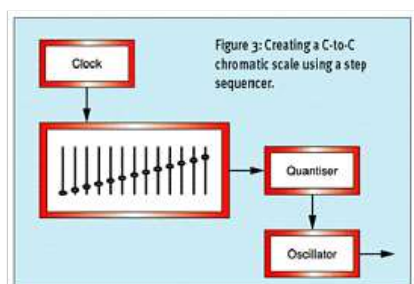 Clock
Figure 3: Creating a C-to-C
chromatic scale using a step
sequencer.
Quantiser
Oscillator